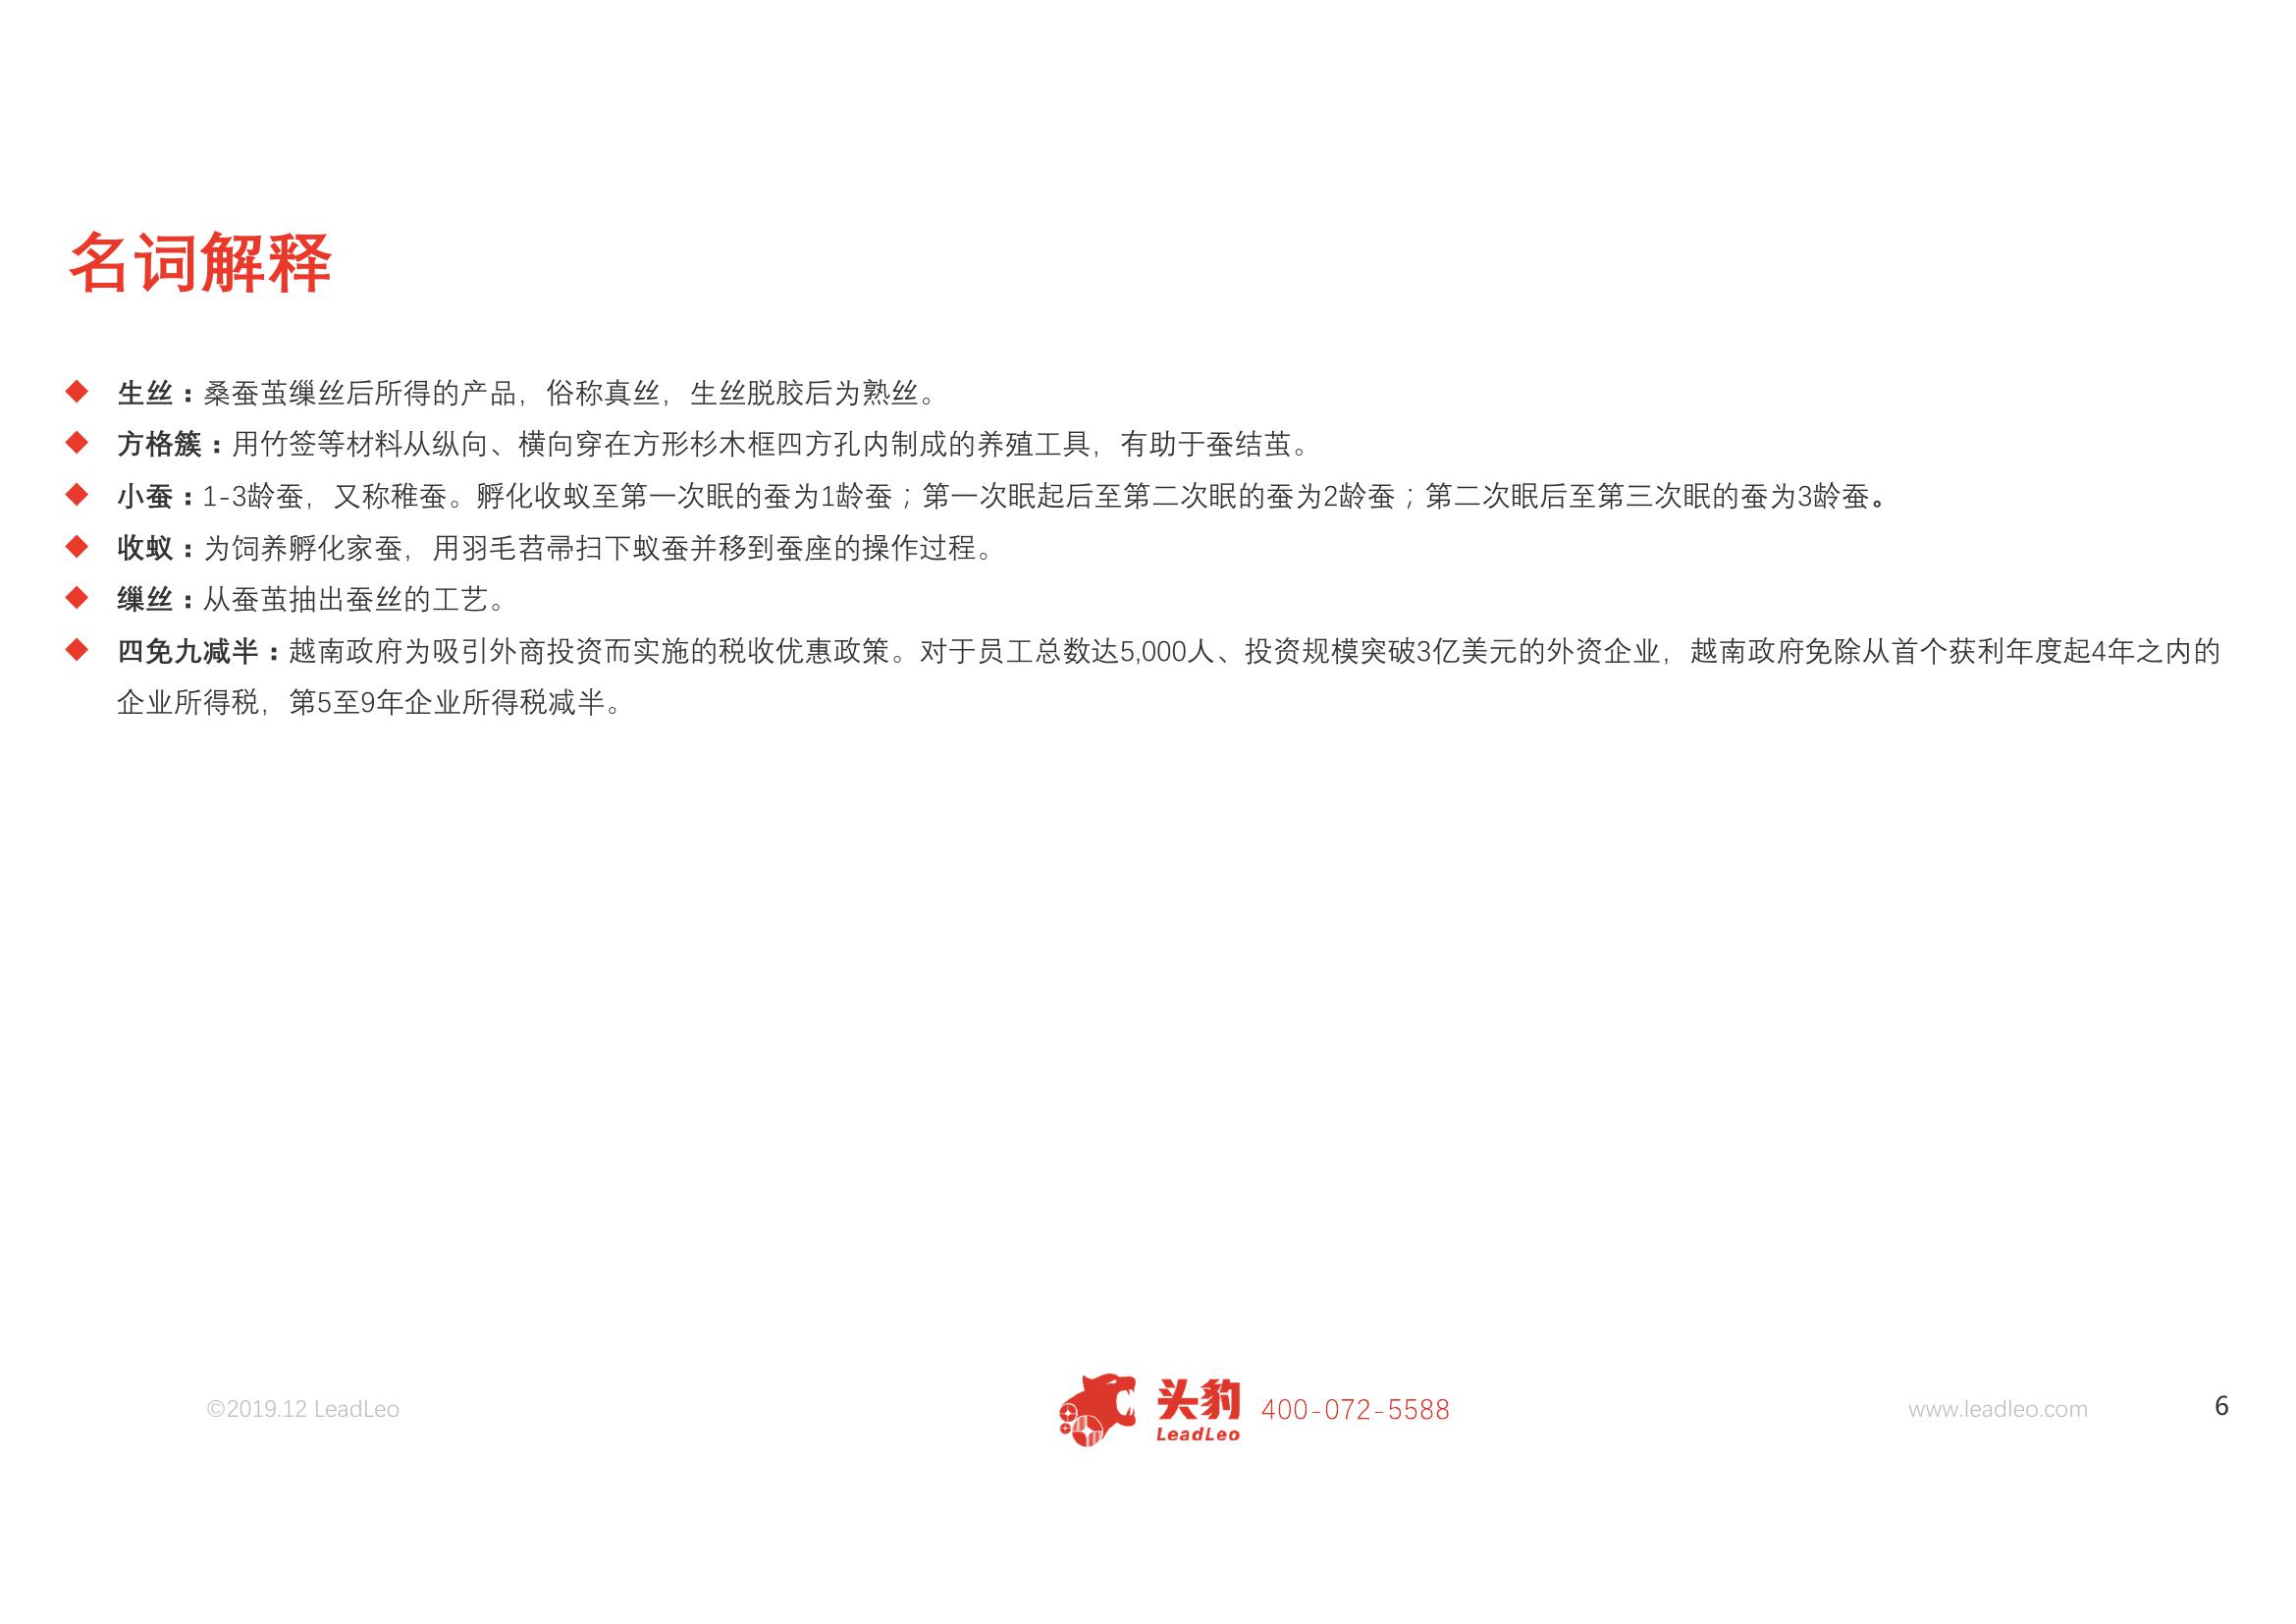 名词解释
◆ 生丝：桑蚕茧缫丝后所得的产品，俗称真丝，生丝脱胶后为熟丝。
◆ 方格簇：用竹签等材料从纵向、横向穿在方形杉木框四方孔内制成的养殖工具，有助于蚕结茧。
◆ 小蚕：1-3龄蚕，又称稚蚕。孵化收蚁至第一次眠的蚕为1龄蚕；第一次眠起后至第二次眠的蚕为2龄蚕；第二次眠后至第三次眠的蚕为3龄蚕。
◆ 收蚁：为饲养孵化家蚕，用羽毛苕帚扫下蚁蚕并移到蚕座的操作过程。
◆ 缫丝：从蚕茧抽出蚕丝的工艺。
◆ 四免九减半：越南政府为吸引外商投资而实施的税收优惠政策。对于员工总数达5,000人、投资规模突破3亿美元的外资企业，越南政府免除从首个获利年度起4年之内的
企业所得税，第5至9年企业所得税减半。
©2019.12 LeadLeo
头豹
LeadLeo
400-072-5588
www.leadleo.com
6